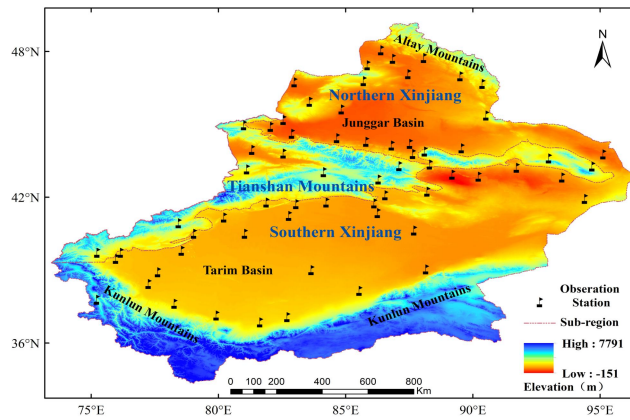 48°N
42°N
36°N
Altay Mountains
N
Northern Xinjiang
Junggar Basin
Tianshan Mountains
Southern Xinjiang
Tarim Basin
Kunlun Moutains
Kunlun Mountains
Obseration
Station
Sub-region
High : 7791
Low : -151
Elevation（m）
0 100 200 400 600 800
Km
75°E 80°E 85°E 90°E 95°E